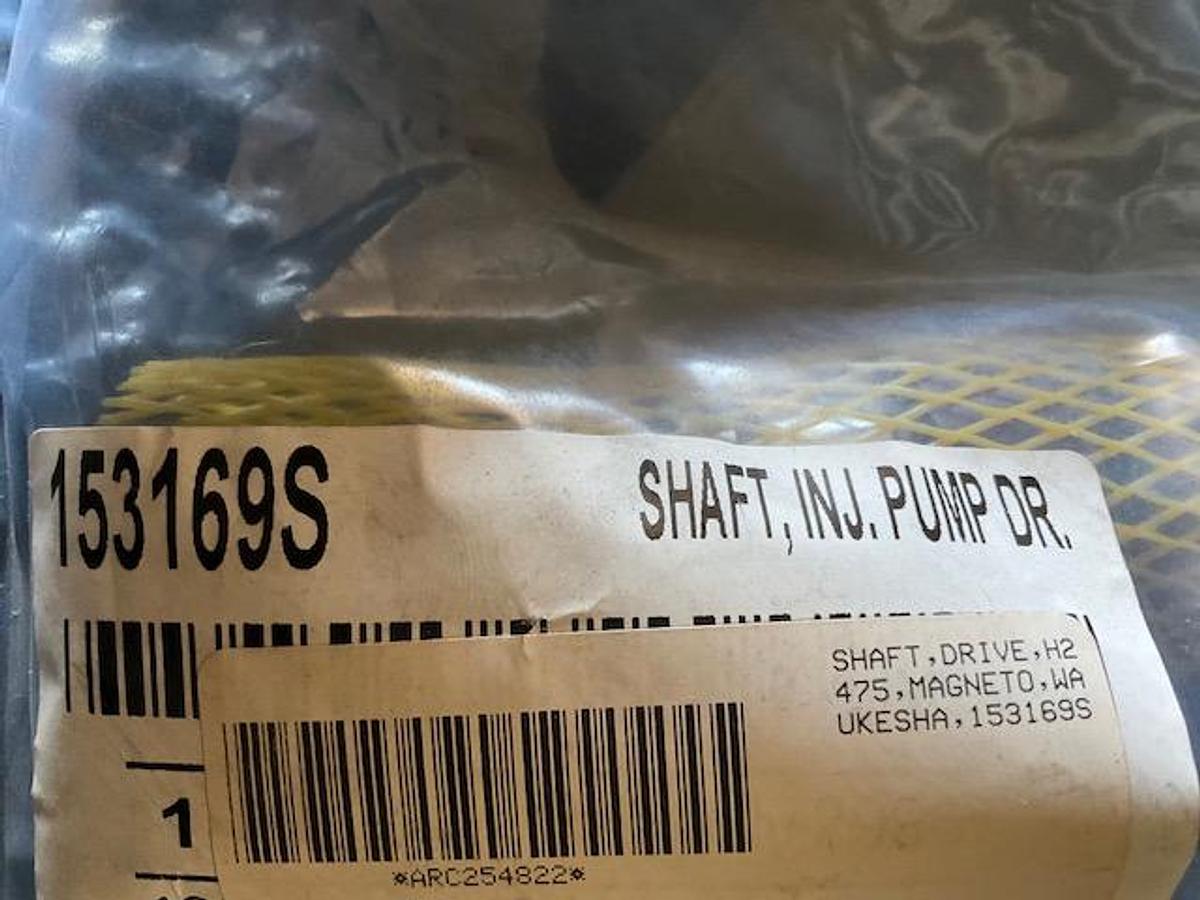 153169S
SHAFT, INJ. PUMP DR.
SHAFT,DRIVE,H2
475,MAGNETO,WA
UKESHA,153169S
1
*ARC254822*